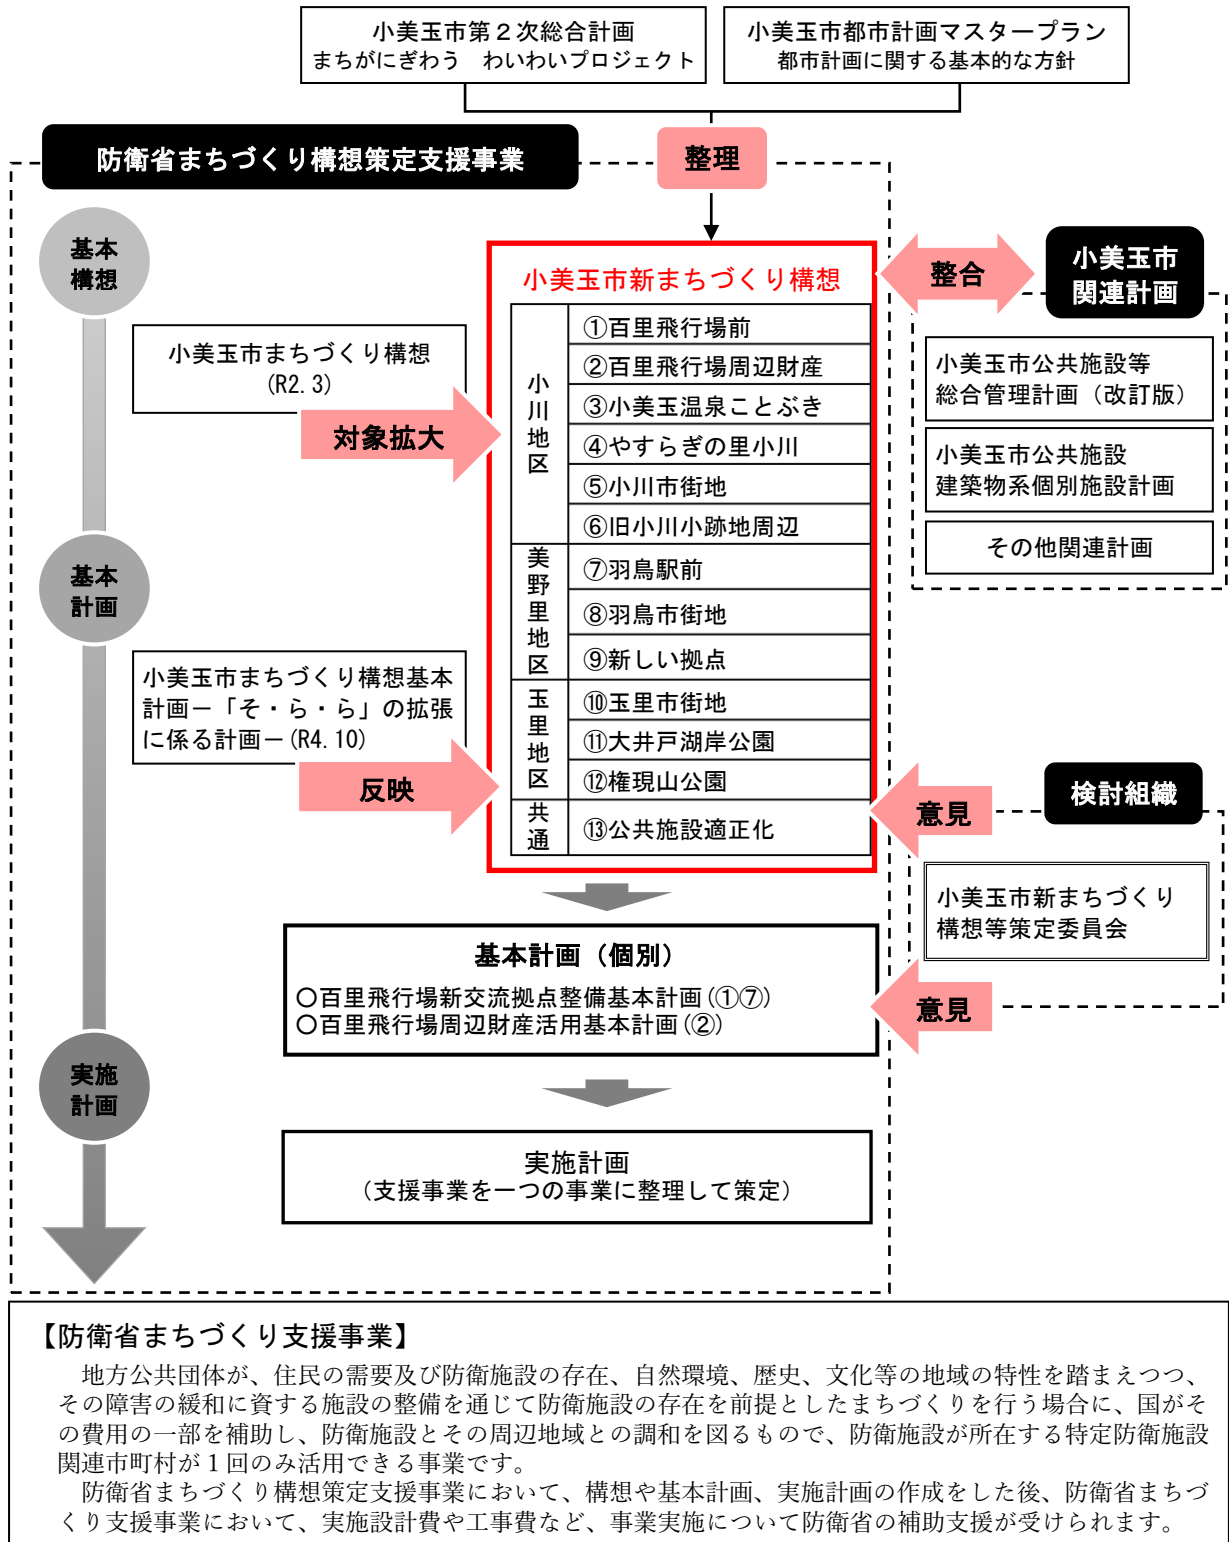 小美玉市第２次総合計画
まちがにぎわう　わいわいプロジェクト
小美玉市都市計画マスタープラン
都市計画に関する基本的な方針
防衛省まちづくり構想策定支援事業
整理
基本
構想
小美玉市新まちづくり構想
整合
小美玉市
関連計画
小川地区
①百里飛行場前
②百里飛行場周辺財産
③小美玉温泉ことぶき
④やすらぎの里小川
⑤小川市街地
⑥旧小川小跡地周辺
美野里地区
⑦羽鳥駅前
⑧羽鳥市街地
⑨新しい拠点
玉里地区
⑩玉里市街地
⑪大井戸湖岸公園
⑫権現山公園
共通
⑬公共施設適正化
小美玉市まちづくり構想
(R2.3)
対象拡大
小美玉市公共施設等
総合管理計画（改訂版）
小美玉市公共施設
建築物系個別施設計画
その他関連計画
基本
計画
小美玉市まちづくり構想基本
計画－「そ・ら・ら」の拡張
に係る計画－(R4.10)
反映
意見
検討組織
小美玉市新まちづくり
構想等策定委員会
意見
基本計画（個別）
○百里飛行場新交流拠点整備基本計画(①⑦)
○百里飛行場周辺財産活用基本計画(②)
実施
計画
実施計画
（支援事業を一つの事業に整理して策定）
【防衛省まちづくり支援事業】
地方公共団体が、住民の需要及び防衛施設の存在、自然環境、歴史、文化等の地域の特性を踏まえつつ、
その障害の緩和に資する施設の整備を通じて防衛施設の存在を前提としたまちづくりを行う場合に、国がそ
の費用の一部を補助し、防衛施設とその周辺地域との調和を図るもので、防衛施設が所在する特定防衛施設
関連市町村が１回のみ活用できる事業です。
防衛省まちづくり構想策定支援事業において、構想や基本計画、実施計画の作成をした後、防衛省まちづ
くり支援事業において、実施設計費や工事費など、事業実施について防衛省の補助支援が受けられます。